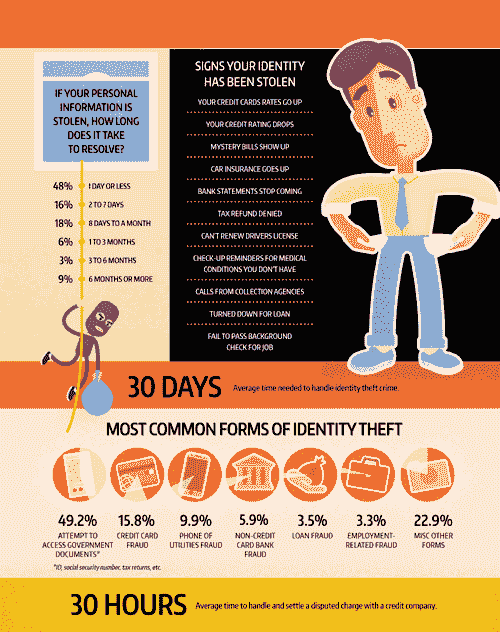 IF YOUR PERSONAL
INFORMATION IS
STOLEN, HOW LONG
DOES IT TAKE
TO RESOLVE?
48% 1 DAY OR LESS
16% 2 TO 7 DAYS
18% 8 DAYS TO A MONTH
6% 1 TO 3 MONTHS
3% 3 TO 6 MONTHS
9% 6 MONTHS OR MORE
SIGNS YOUR IDENTITY
HAS BEEN STOLEN
YOUR CREDIT CARDS RATES GO UP
YOUR CREDIT RATING DROPS
MYSTERY BILLS SHOW UP
CAR INSURANCE GOES UP
BANK STATEMENTS STOP COMING
TAX REFUND DENIED
CAN'T RENEW DRIVERS LICENSE
CHECK-UP REMINDERS FOR MEDICAL
CONDITIONS YOU DON'T HAVE
CALLS FROM COLLECTION AGENCIES
TURNED DOWN FOR LOAN
FAIL TO PASS BACKGROUND
CHECK FOR JOB
30 DAYS Average time needed to handle identity theft crime.
MOST COMMON FORMS OF IDENTITY THEFT
49.2%
ATTEMPT TO
ACCESS GOVERNMENT
DOCUMENTS*
15.8%
CREDIT CARD
FRAUD
9.9%
PHONE OF
UTILITIES FRAUD
5.9%
NON-CREDIT
CARD BANK
FRAUD
3.5%
LOAN FRAUD
3.3%
EMPLOYMENT-
RELATED FRAUD
22.9%
MISC OTHER
FORMS
*ID, social security number, tax returns, etc.
30 HOURS Average time to handle and settle a disputed charge with a credit company.